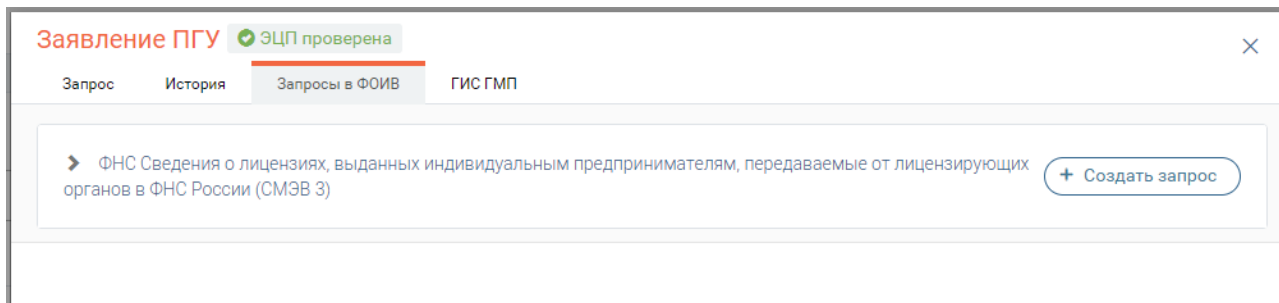 Заявление ПГУ ЭЦП проверена
Запрос История Запросы в ФОИВ ГИС ГМП
ФНС Сведения о лицензиях, выданных индивидуальным предпринимателям, передаваемые от лицензирующих
органов в ФНС России (СМЭВ 3)
+ Создать запрос